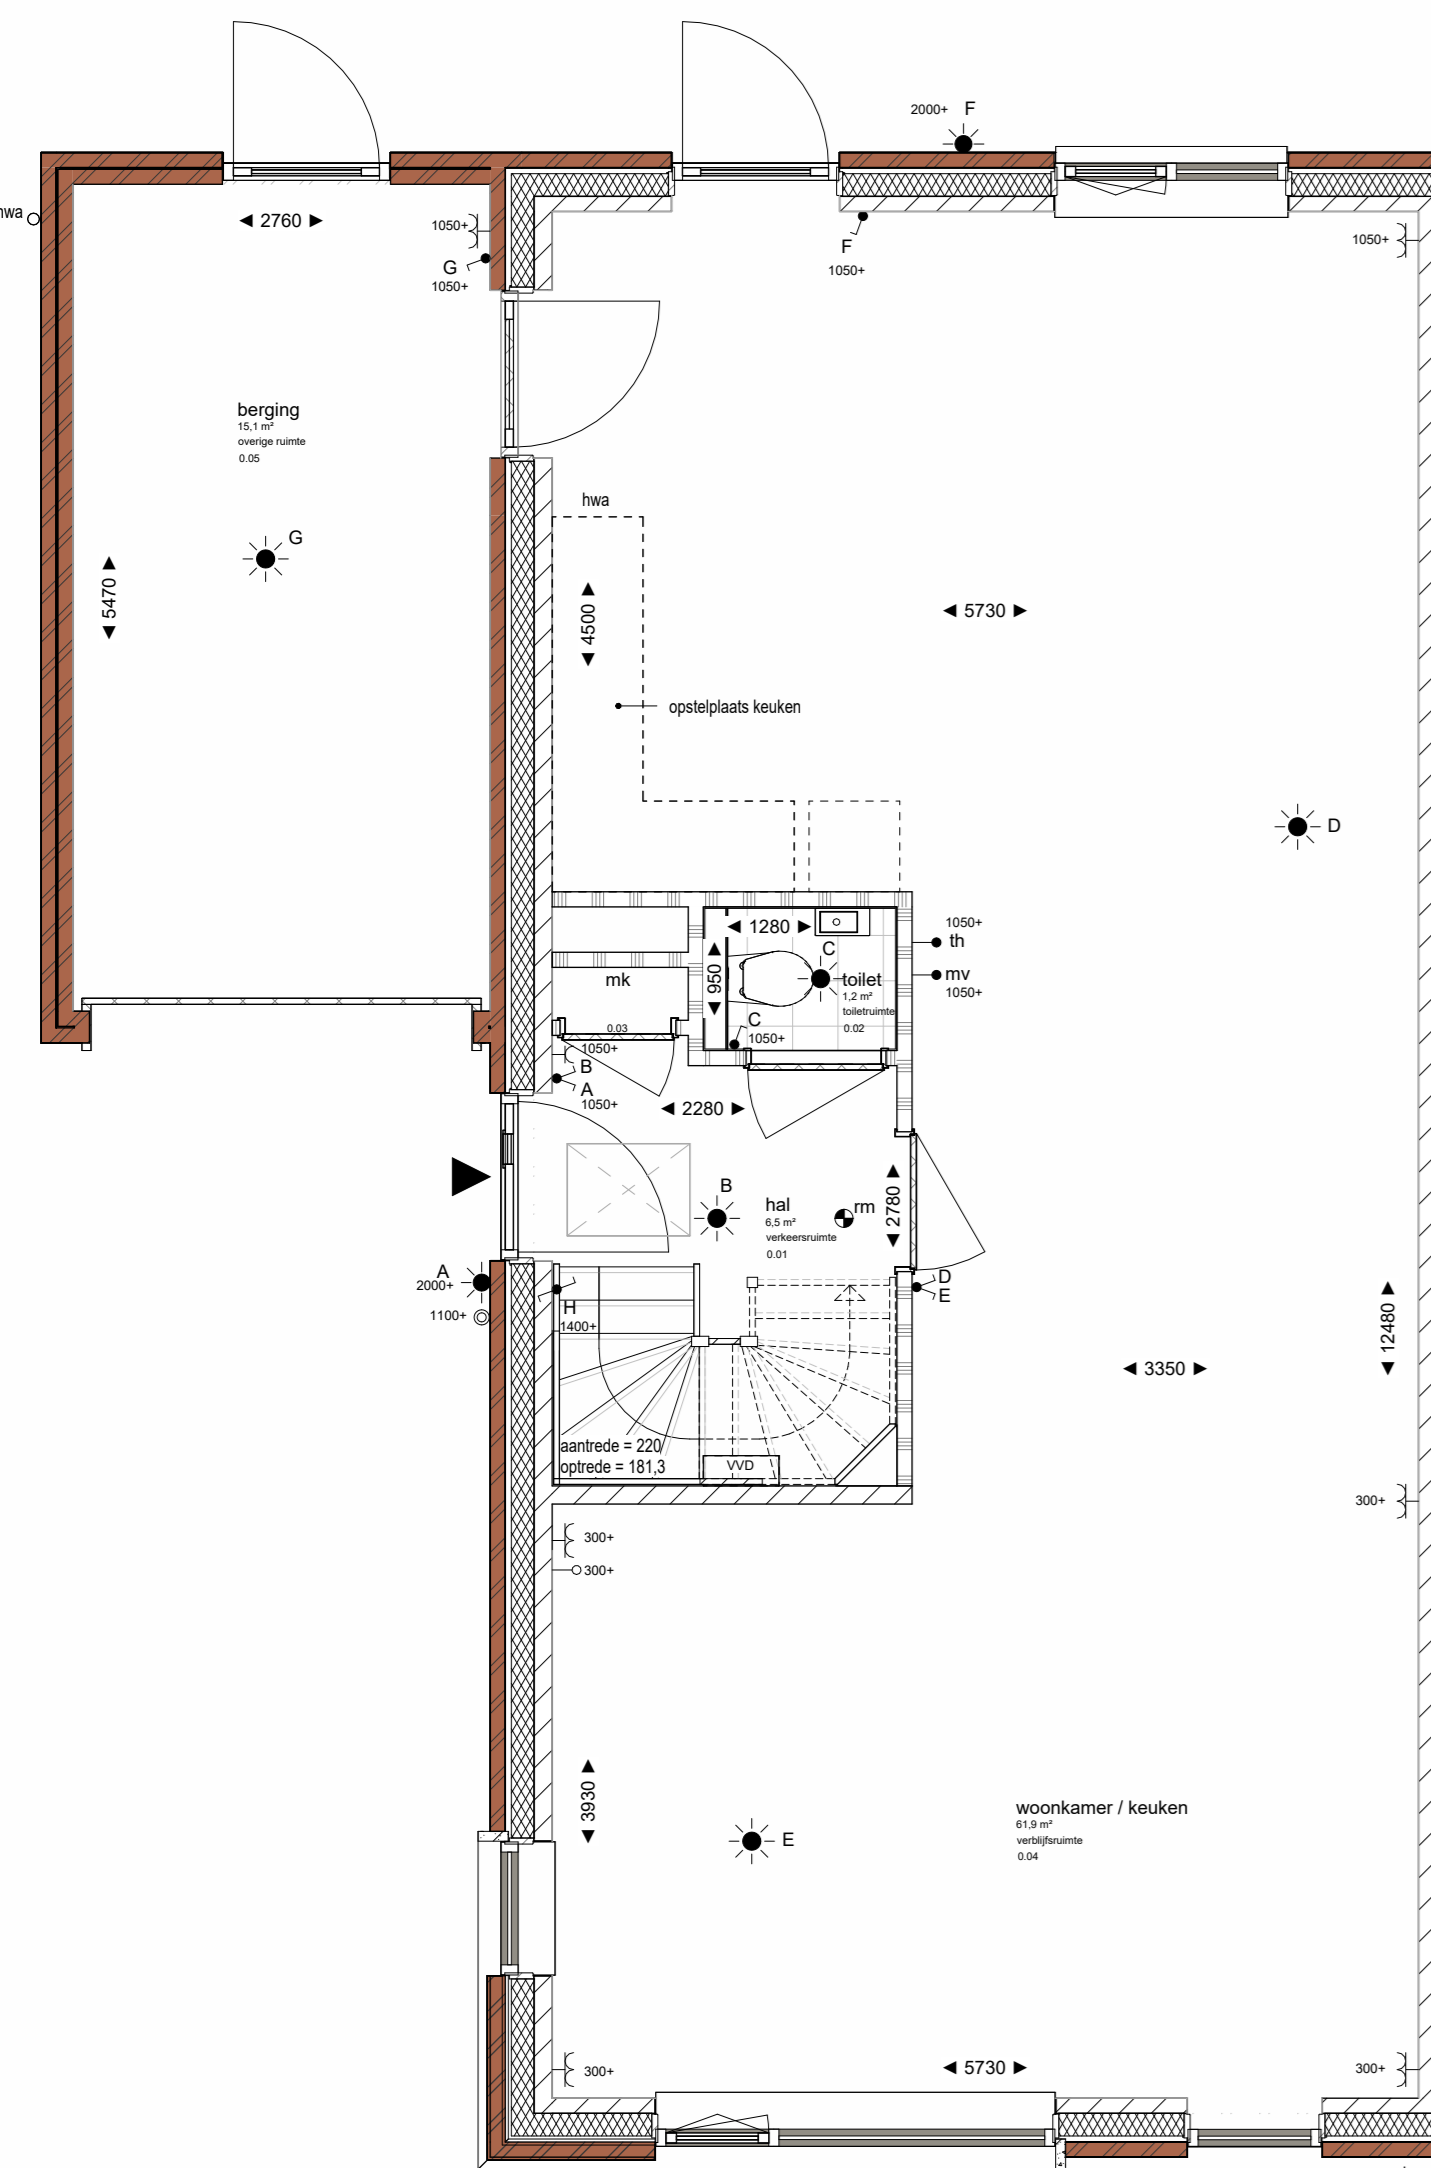 2000+ F
hwa
◄ 2760 ►
1050+
G
1050+
F
1050+
1050+
berging
15,1 m²
overige ruimte
0.05
G
◄ 5470 ►
hwa
◄ 4500 ►
◄ 5730 ►
opstelplaats keuken
D
◄ 1280 ►
◄ 950 ►
C
toilet
1,2 m²
toiletruimte
0.02
C
1050+
1050+
th
mv
1050+
mk
0.03
1050+
B
A
1050+
◄ 2280 ►
B
hal
6,5 m²
verkeersruimte
0.01
rm
◄ 2780 ►
A
2000+
1100+
H
1400+
D
E
◄ 12480 ►
◄ 3350 ►
aantrede = 220
optrede = 181,3
VVD
300+
300+
300+
◄ 3930 ►
E
woonkamer / keuken
61,9 m²
verblijfsruimte
0.04
300+
◄ 5730 ►
300+